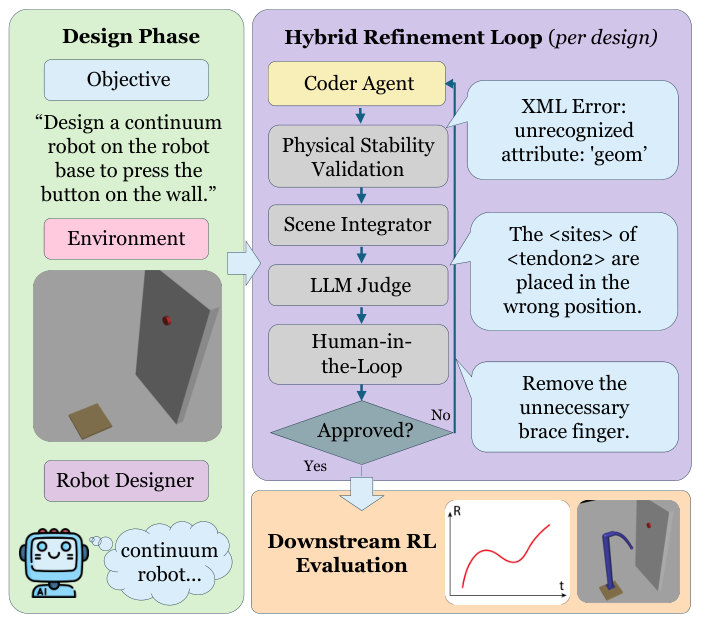 Design Phase
Objective
“Design a continuum
robot on the robot
base to press the
button on the wall.”
Environment
Robot Designer
AI
continuum
robot...
Hybrid Refinement Loop (per design)
Coder Agent
Physical Stability
Validation
Scene Integrator
LLM Judge
Human-in-
the-Loop
Approved?
No
Yes
XML Error:
unrecognized
attribute: 'geom’
The <sites> of
<tendon2> are
placed in the
wrong position.
Remove the
unnecessary
brace finger.
Downstream RL
Evaluation
R
t